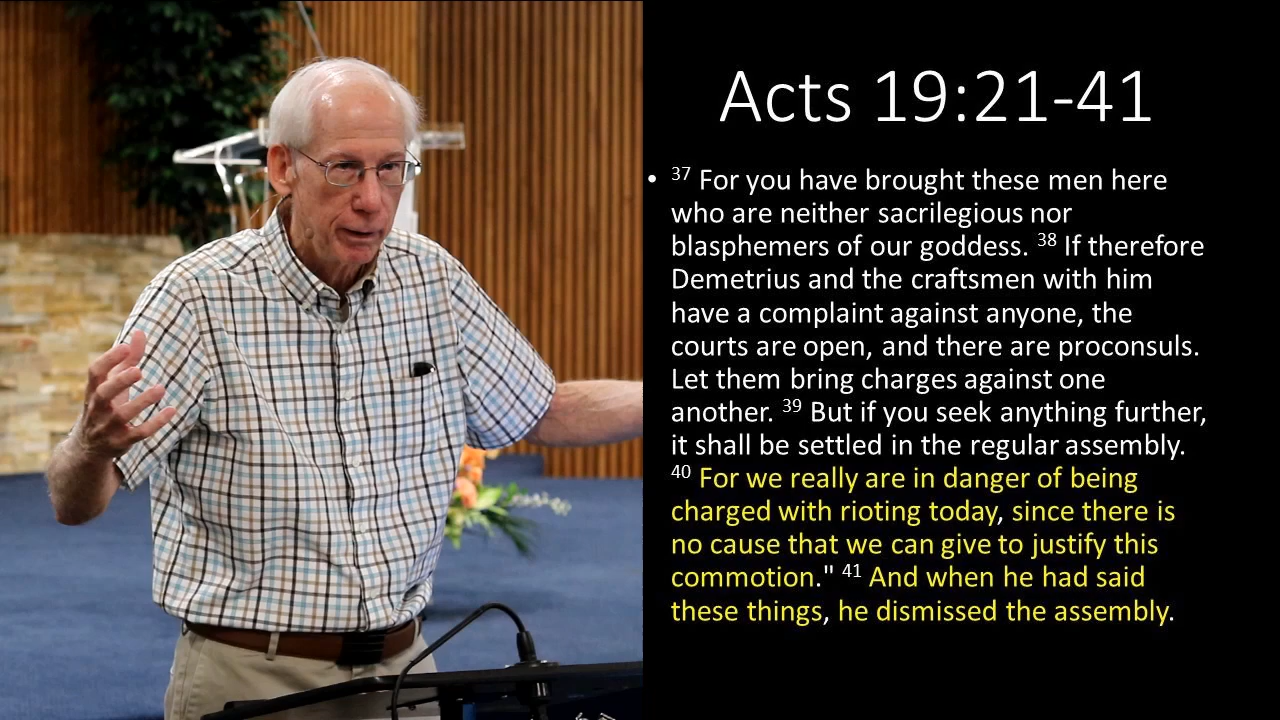 Acts 19:21-41
• 37 For you have brought these men here
who are neither sacrilegious nor
blasphemers of our goddess. 38 If therefore
Demetrius and the craftsmen with him
have a complaint against anyone, the
courts are open, and there are proconsuls.
Let them bring charges against one
another. 39 But if you seek anything further,
it shall be settled in the regular assembly.
40 For we really are in danger of being
charged with rioting today, since there is
no cause that we can give to justify this
commotion." 41 And when he had said
these things, he dismissed the assembly.